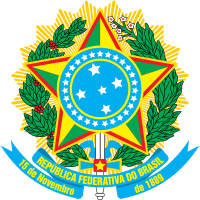 REPÚBLICA FEDERATIVA DO BRASIL
15 de Novembro
de 1889